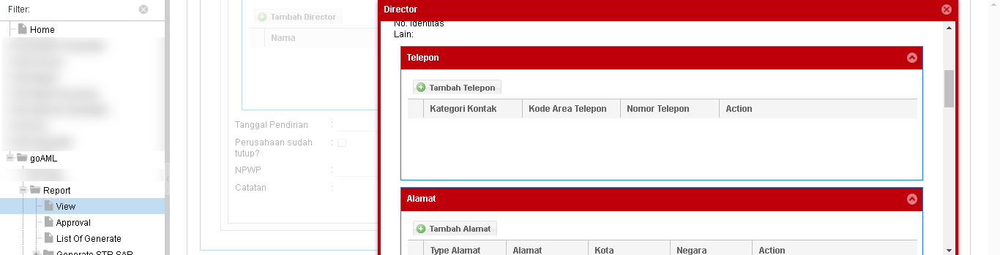 Filter:
Home
goAML
Report
View
Approval
List Of Generate
Generate STR SAR
Tambah Director
Nama
Tanggal Pendirian :
Perusahaan sudah :
tutup?
NPWP :
Catatan :
Director
No. Identitas
Lain:
Telepon
Tambah Telepon
Kategori Kontak Kode Area Telepon Nomor Telepon Action
Alamat
Tambah Alamat
Type Alamat Alamat Kota Negara Action